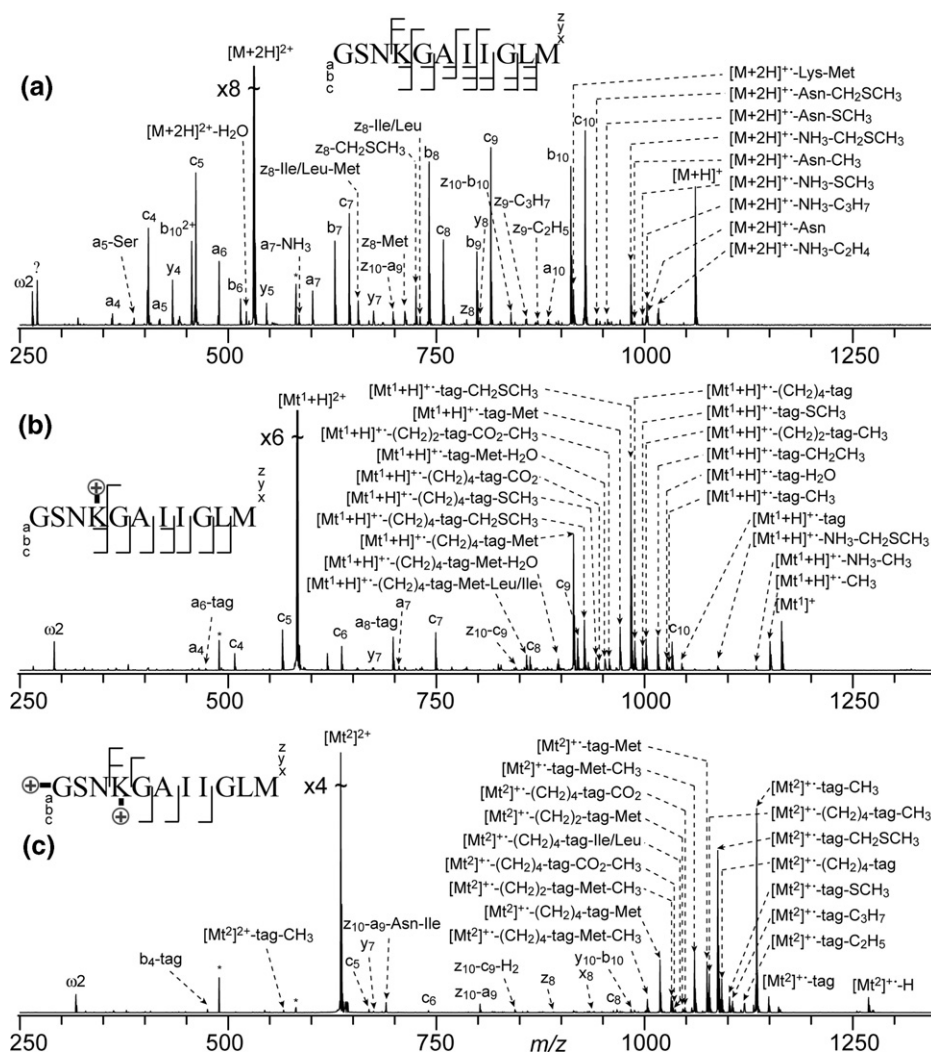 (a)
z
y
x
GSNKGAIIGLM
a
b
c
[M+2H]²⁺
x8 ~
[M+2H]²⁺-H₂O
z₈-Ile/Leu
z₈-CH₂SCH₃
z₈-Ile/Leu-Met
[M+2H]⁺·-Lys-Met
[M+2H]⁺·-Asn-CH₂SCH₃
[M+2H]⁺·-Asn-SCH₃
[M+2H]⁺·-NH₃-CH₂SCH₃
[M+2H]⁺·-Asn-CH₃
[M+2H]⁺·-NH₃-SCH₃
[M+2H]⁺·-NH₃-C₃H₇
[M+2H]⁺·-Asn
[M+2H]⁺·-NH₃-C₂H₄
[M+H]⁺
ω2
?
a₄
a₅-Ser
c₄
a₅
y₄
b₁₀²⁺
c₅
a₆
b₆
y₅
*
a₇-NH₃
a₇
b₇
c₇
y₇
z₈-Met
z₁₀-a₉
b₈
c₈
z₈
b₉
y₈
z₁₀-b₁₀
c₉
z₉-C₃H₇
z₉-C₂H₅
a₁₀
b₁₀
c₁₀
250 500 750 1000 1250
(b)
z
y
x
GSNKGAIIGLM
a
b
c
[Mt¹+H]²⁺
x6 ~
[Mt¹+H]⁺·-tag-CH₂SCH₃
[Mt¹+H]⁺·-tag-Met
[Mt¹+H]⁺·-(CH₂)₂-tag-CO₂-CH₃
[Mt¹+H]⁺·-tag-Met-H₂O
[Mt¹+H]⁺·-(CH₂)₄-tag-CO₂
[Mt¹+H]⁺·-(CH₂)₄-tag-SCH₃
[Mt¹+H]⁺·-(CH₂)₄-tag-CH₂SCH₃
[Mt¹+H]⁺·-(CH₂)₄-tag-Met
[Mt¹+H]⁺·-(CH₂)₄-tag-Met-H₂O
[Mt¹+H]⁺·-(CH₂)₄-tag-Met-Leu/Ile
[Mt¹+H]⁺·-(CH₂)₄-tag
[Mt¹+H]⁺·-tag-SCH₃
[Mt¹+H]⁺·-(CH₂)₂-tag-CH₃
[Mt¹+H]⁺·-tag-CH₂CH₃
[Mt¹+H]⁺·-tag-H₂O
[Mt¹+H]⁺·-tag-CH₃
[Mt¹+H]⁺·-tag
[Mt¹+H]⁺·-NH₃-CH₂SCH₃
[Mt¹+H]⁺·-NH₃-CH₃
[Mt¹+H]⁺·-CH₃
[Mt¹]⁺
ω2
a₄
a₆-tag
*
c₄
c₅
c₆
y₇
a₈-tag
a₇
c₇
z₁₀-c₉
c₈
c₉
c₁₀
250 500 750 1000 1250
(c)
z
y
x
GSNKGAIIGLM
a
b
c
[Mt²]²⁺
x4 ~
[Mt²]⁺·-tag-Met
[Mt²]⁺·-tag-Met-CH₃
[Mt²]⁺·-(CH₂)₄-tag-CO₂
[Mt²]⁺·-(CH₂)₂-tag-Met
[Mt²]⁺·-(CH₂)₄-tag-Ile/Leu
[Mt²]⁺·-(CH₂)₄-tag-CO₂-CH₃
[Mt²]⁺·-(CH₂)₂-tag-Met-CH₃
[Mt²]⁺·-(CH₂)₄-tag-Met
[Mt²]⁺·-(CH₂)₄-tag-Met-CH₃
[Mt²]⁺·-tag-CH₃
[Mt²]⁺·-(CH₂)₄-tag-CH₃
[Mt²]⁺·-tag-CH₂SCH₃
[Mt²]⁺·-(CH₂)₄-tag
[Mt²]⁺·-tag-SCH₃
[Mt²]⁺·-tag-C₃H₇
[Mt²]⁺·-tag-C₂H₅
[Mt²]⁺·-tag
[Mt²]⁺·-H
ω2
b₄-tag
*
[Mt²]²⁺-tag-CH₃
*
c₅
y₇
z₁₀-a₉-Asn-Ile
c₆
z₁₀-a₉
z₁₀-c₉-H₂
z₈
x₈
y₁₀-b₁₀
c₈
250 500 750 m/z 1000 1250